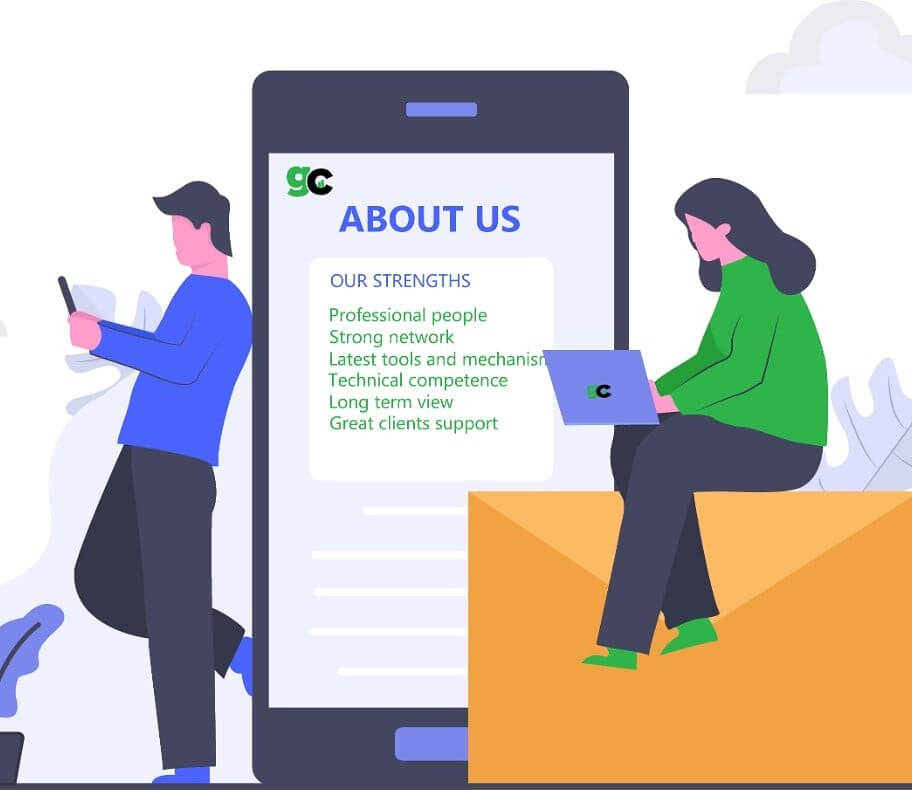 gc
ABOUT US
OUR STRENGTHS
Professional people
Strong network
Latest tools and mechanism
Technical competence
Long term view
Great clients support
gc